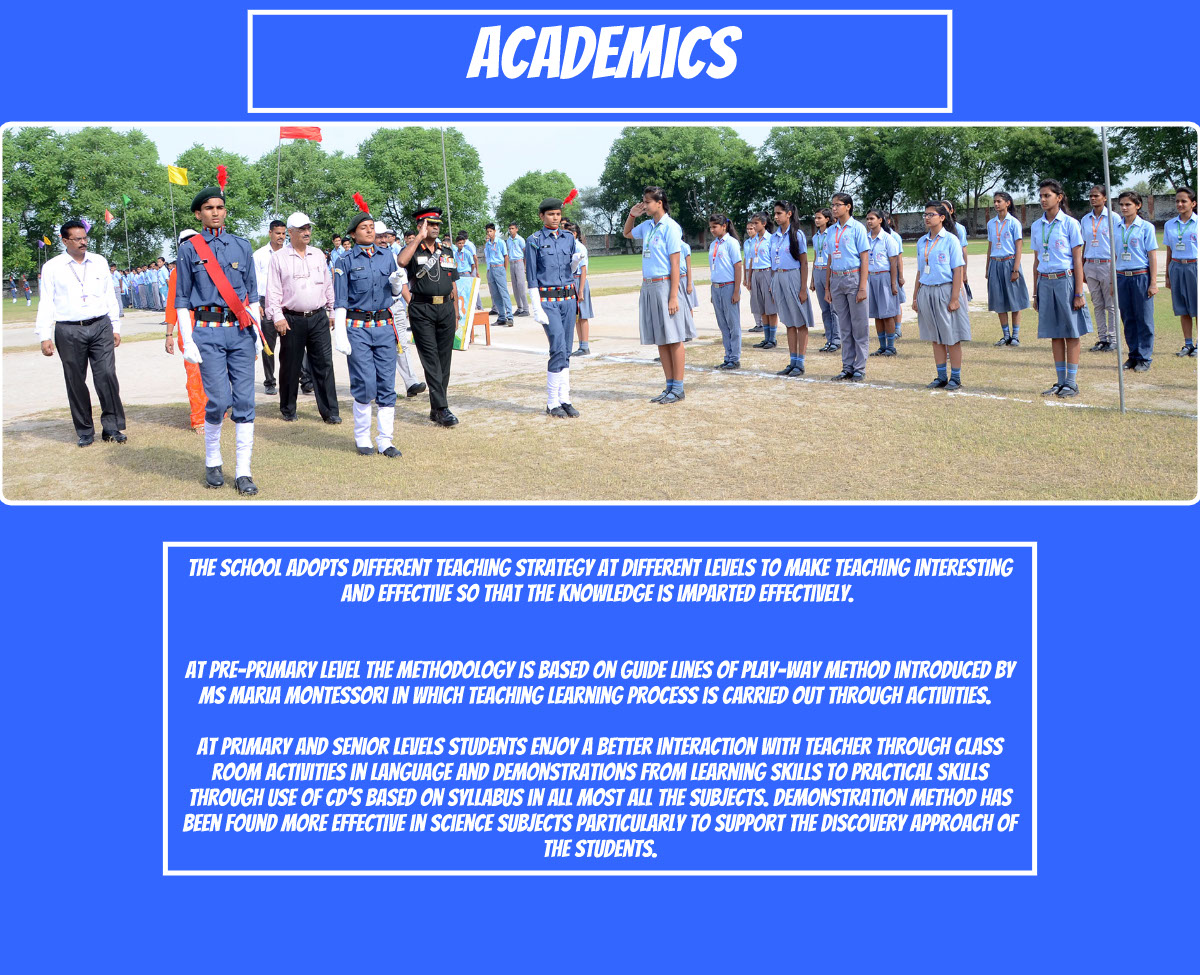 ACADEMICS
THE SCHOOL ADOPTS DIFFERENT TEACHING STRATEGY AT DIFFERENT LEVELS TO MAKE TEACHING INTERESTING
AND EFFECTIVE SO THAT THE KNOWLEDGE IS IMPARTED EFFECTIVELY.
AT PRE-PRIMARY LEVEL THE METHODOLOGY IS BASED ON GUIDE LINES OF PLAY-WAY METHOD INTRODUCED BY
MS MARIA MONTESSORI IN WHICH TEACHING LEARNING PROCESS IS CARRIED OUT THROUGH ACTIVITIES.
AT PRIMARY AND SENIOR LEVELS STUDENTS ENJOY A BETTER INTERACTION WITH TEACHER THROUGH CLASS
ROOM ACTIVITIES IN LANGUAGE AND DEMONSTRATIONS FROM LEARNING SKILLS TO PRACTICAL SKILLS
THROUGH USE OF CD'S BASED ON SYLLABUS IN ALL MOST ALL THE SUBJECTS. DEMONSTRATION METHOD HAS
BEEN FOUND MORE EFFECTIVE IN SCIENCE SUBJECTS PARTICULARLY TO SUPPORT THE DISCOVERY APPROACH OF
THE STUDENTS.